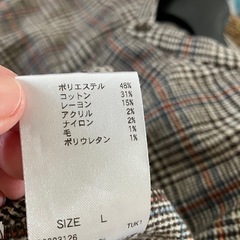 ポリエステル 48%
コットン 31%
レーヨン 15%
アクリル 2%
ナイロン 2%
毛 1%
ポリウレタン 1%
SIZE L